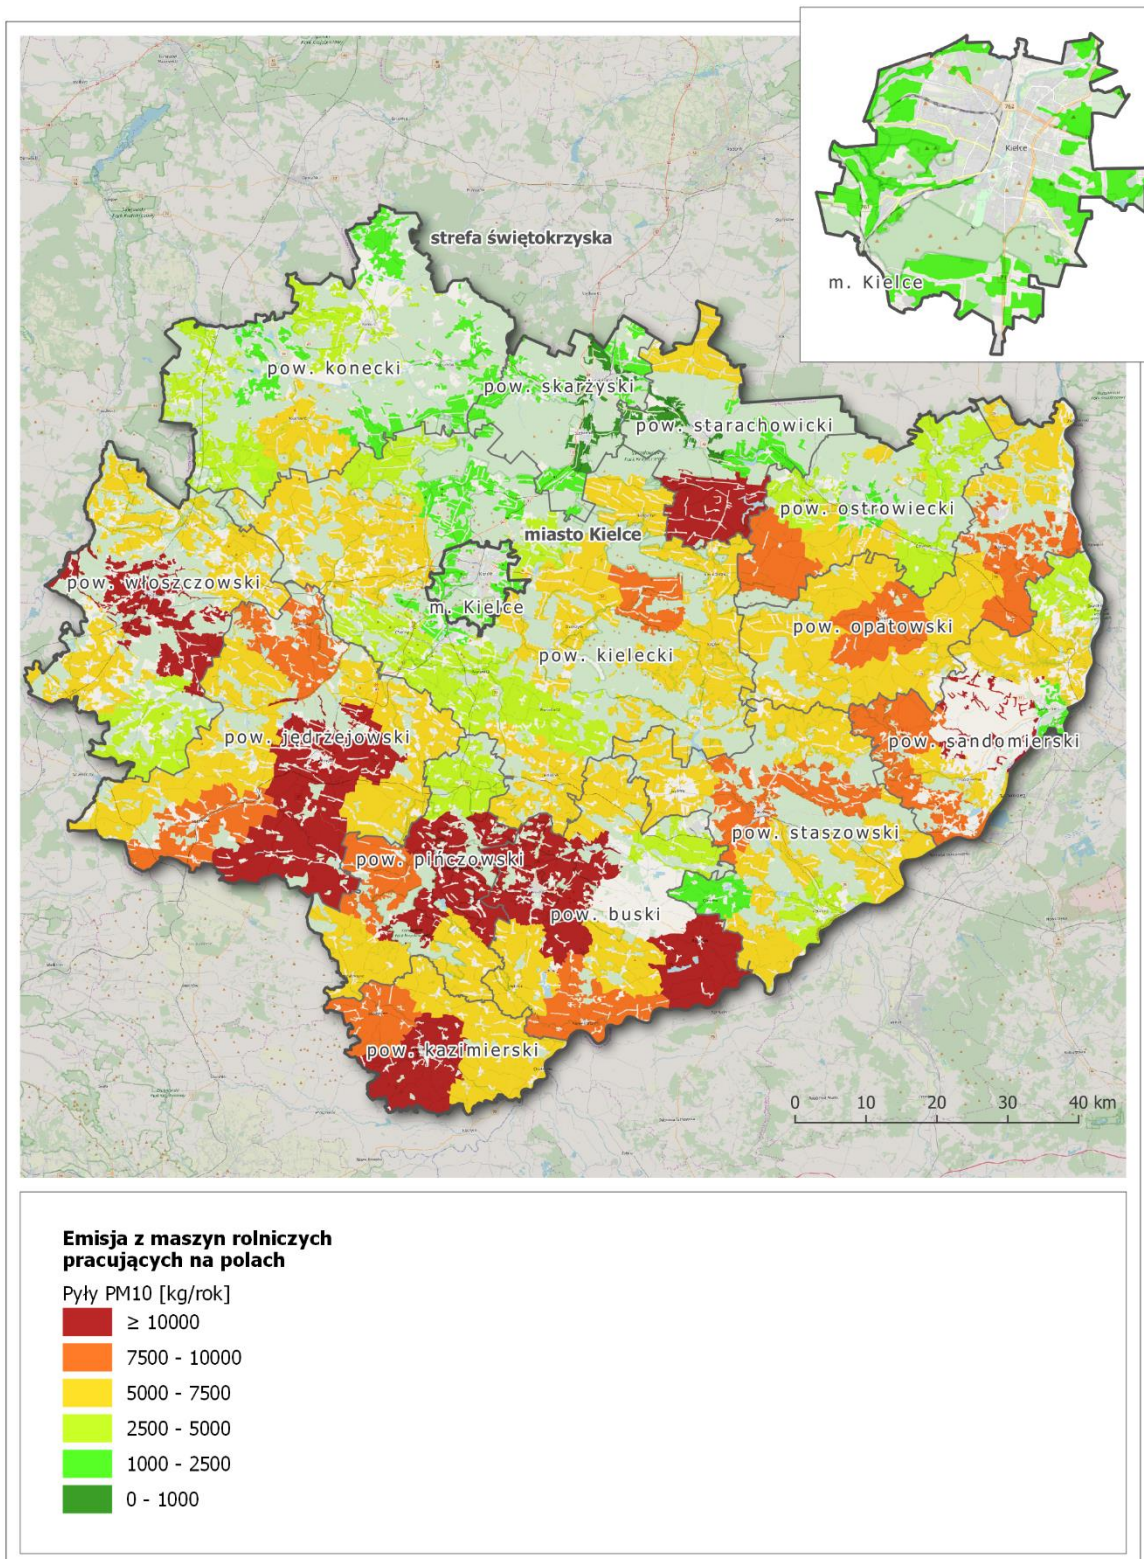 762
Kielce
m. Kielce
strefa świętokrzyska
pow. konecki
pow. skarżyski
pow. starachowicki
pow. ostrowiecki
miasto Kielce
pow. włoszczowski
m. Kielce
pow. opatowski
pow. kielecki
pow. jędrzejowski
pow. sandomierski
pow. staszowski
pow. pińczowski
pow. buski
pow. kazimierski
0 10 20 30 40 km
Emisja z maszyn rolniczych
pracujących na polach
Pyły PM10 [kg/rok]
≥ 10000
7500 - 10000
5000 - 7500
2500 - 5000
1000 - 2500
0 - 1000